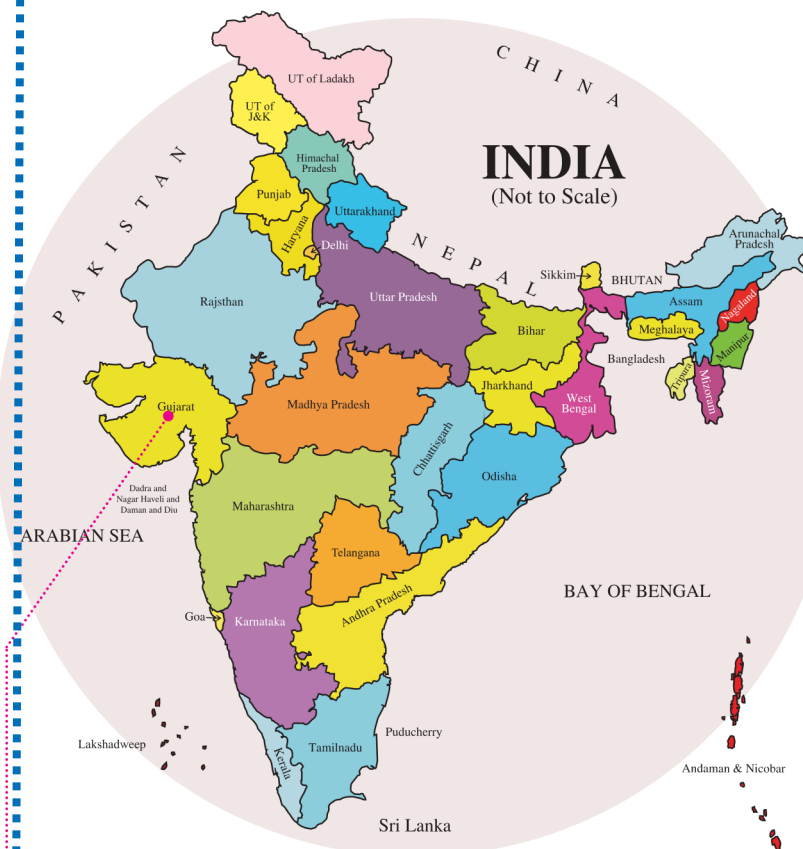 CHINA
UT of Ladakh
UT of
J&K
INDIA
(Not to Scale)
Himachal
Pradesh
PAKISTAN
Punjab
Uttarakhand
Haryana
Delhi
NEPAL
Arunachal
Pradesh
Sikkim
BHUTAN
Rajsthan
Uttar Pradesh
Assam
Nagaland
Bihar
Meghalaya
Manipur
Bangladesh
Tripura
Mizoram
Jharkhand
West
Bengal
Gujarat
Madhya Pradesh
Chhattisgarh
Odisha
Dadra and
Nagar Haveli and
Daman and Diu
Maharashtra
ARABIAN SEA
Telangana
Andhra Pradesh
BAY OF BENGAL
Goa
Karnataka
Lakshadweep
Kerala
Tamilnadu
Puducherry
Andaman & Nicobar
Sri Lanka